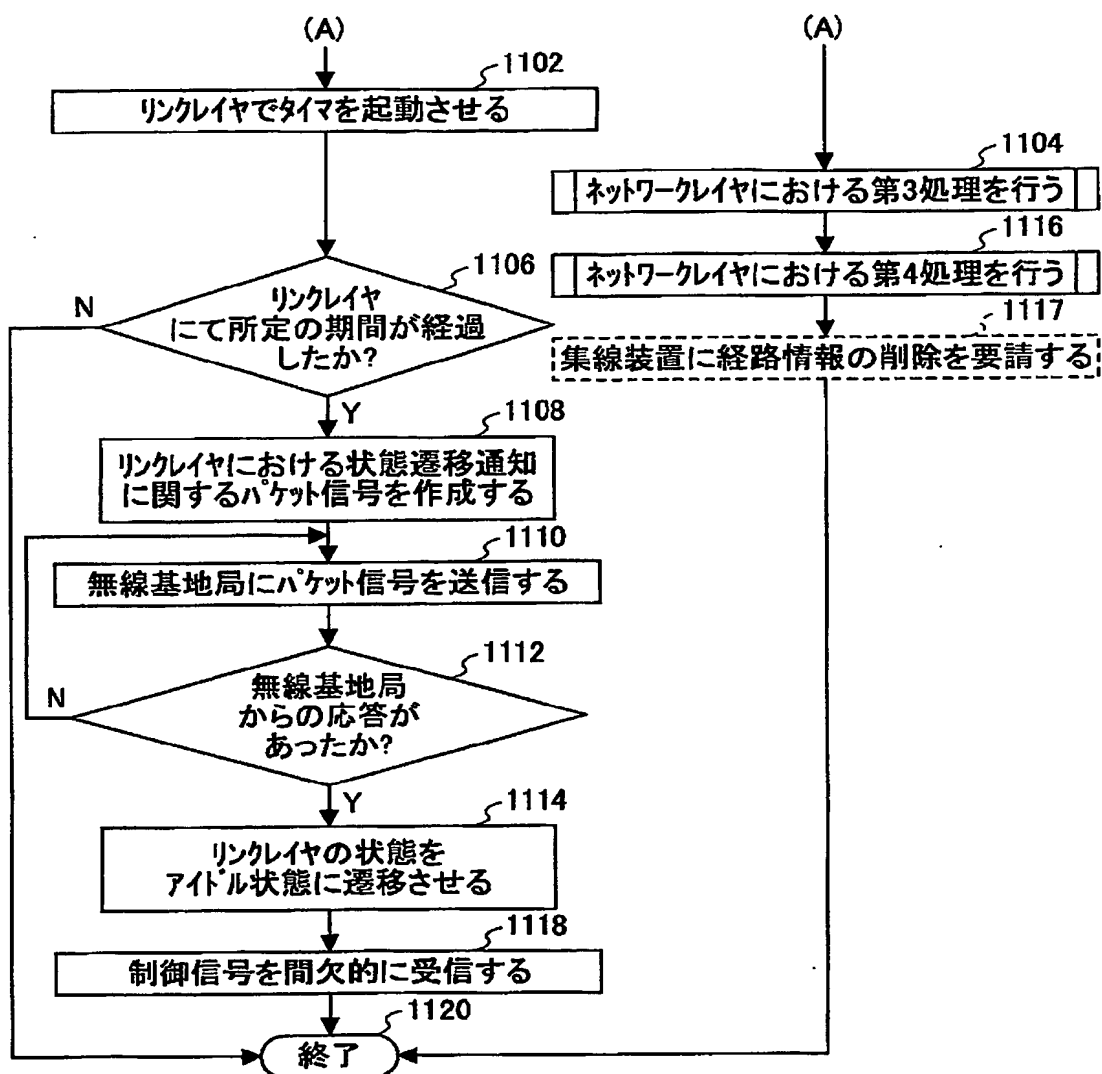 (A)
1102
リンクレイヤでタイマを起動させる
1106
リンクレイヤ
にて所定の期間が経過
したか?
N
Y
1108
リンクレイヤにおける状態遷移通知
に関するパケット信号を作成する
1110
無線基地局にパケット信号を送信する
1112
無線基地局
からの応答が
あったか?
N
Y
1114
リンクレイヤの状態を
アイドル状態に遷移させる
1118
制御信号を間欠的に受信する
1120
終了
(A)
1104
ネットワークレイヤにおける第3処理を行う
1116
ネットワークレイヤにおける第4処理を行う
1117
集線装置に経路情報の削除を要請する